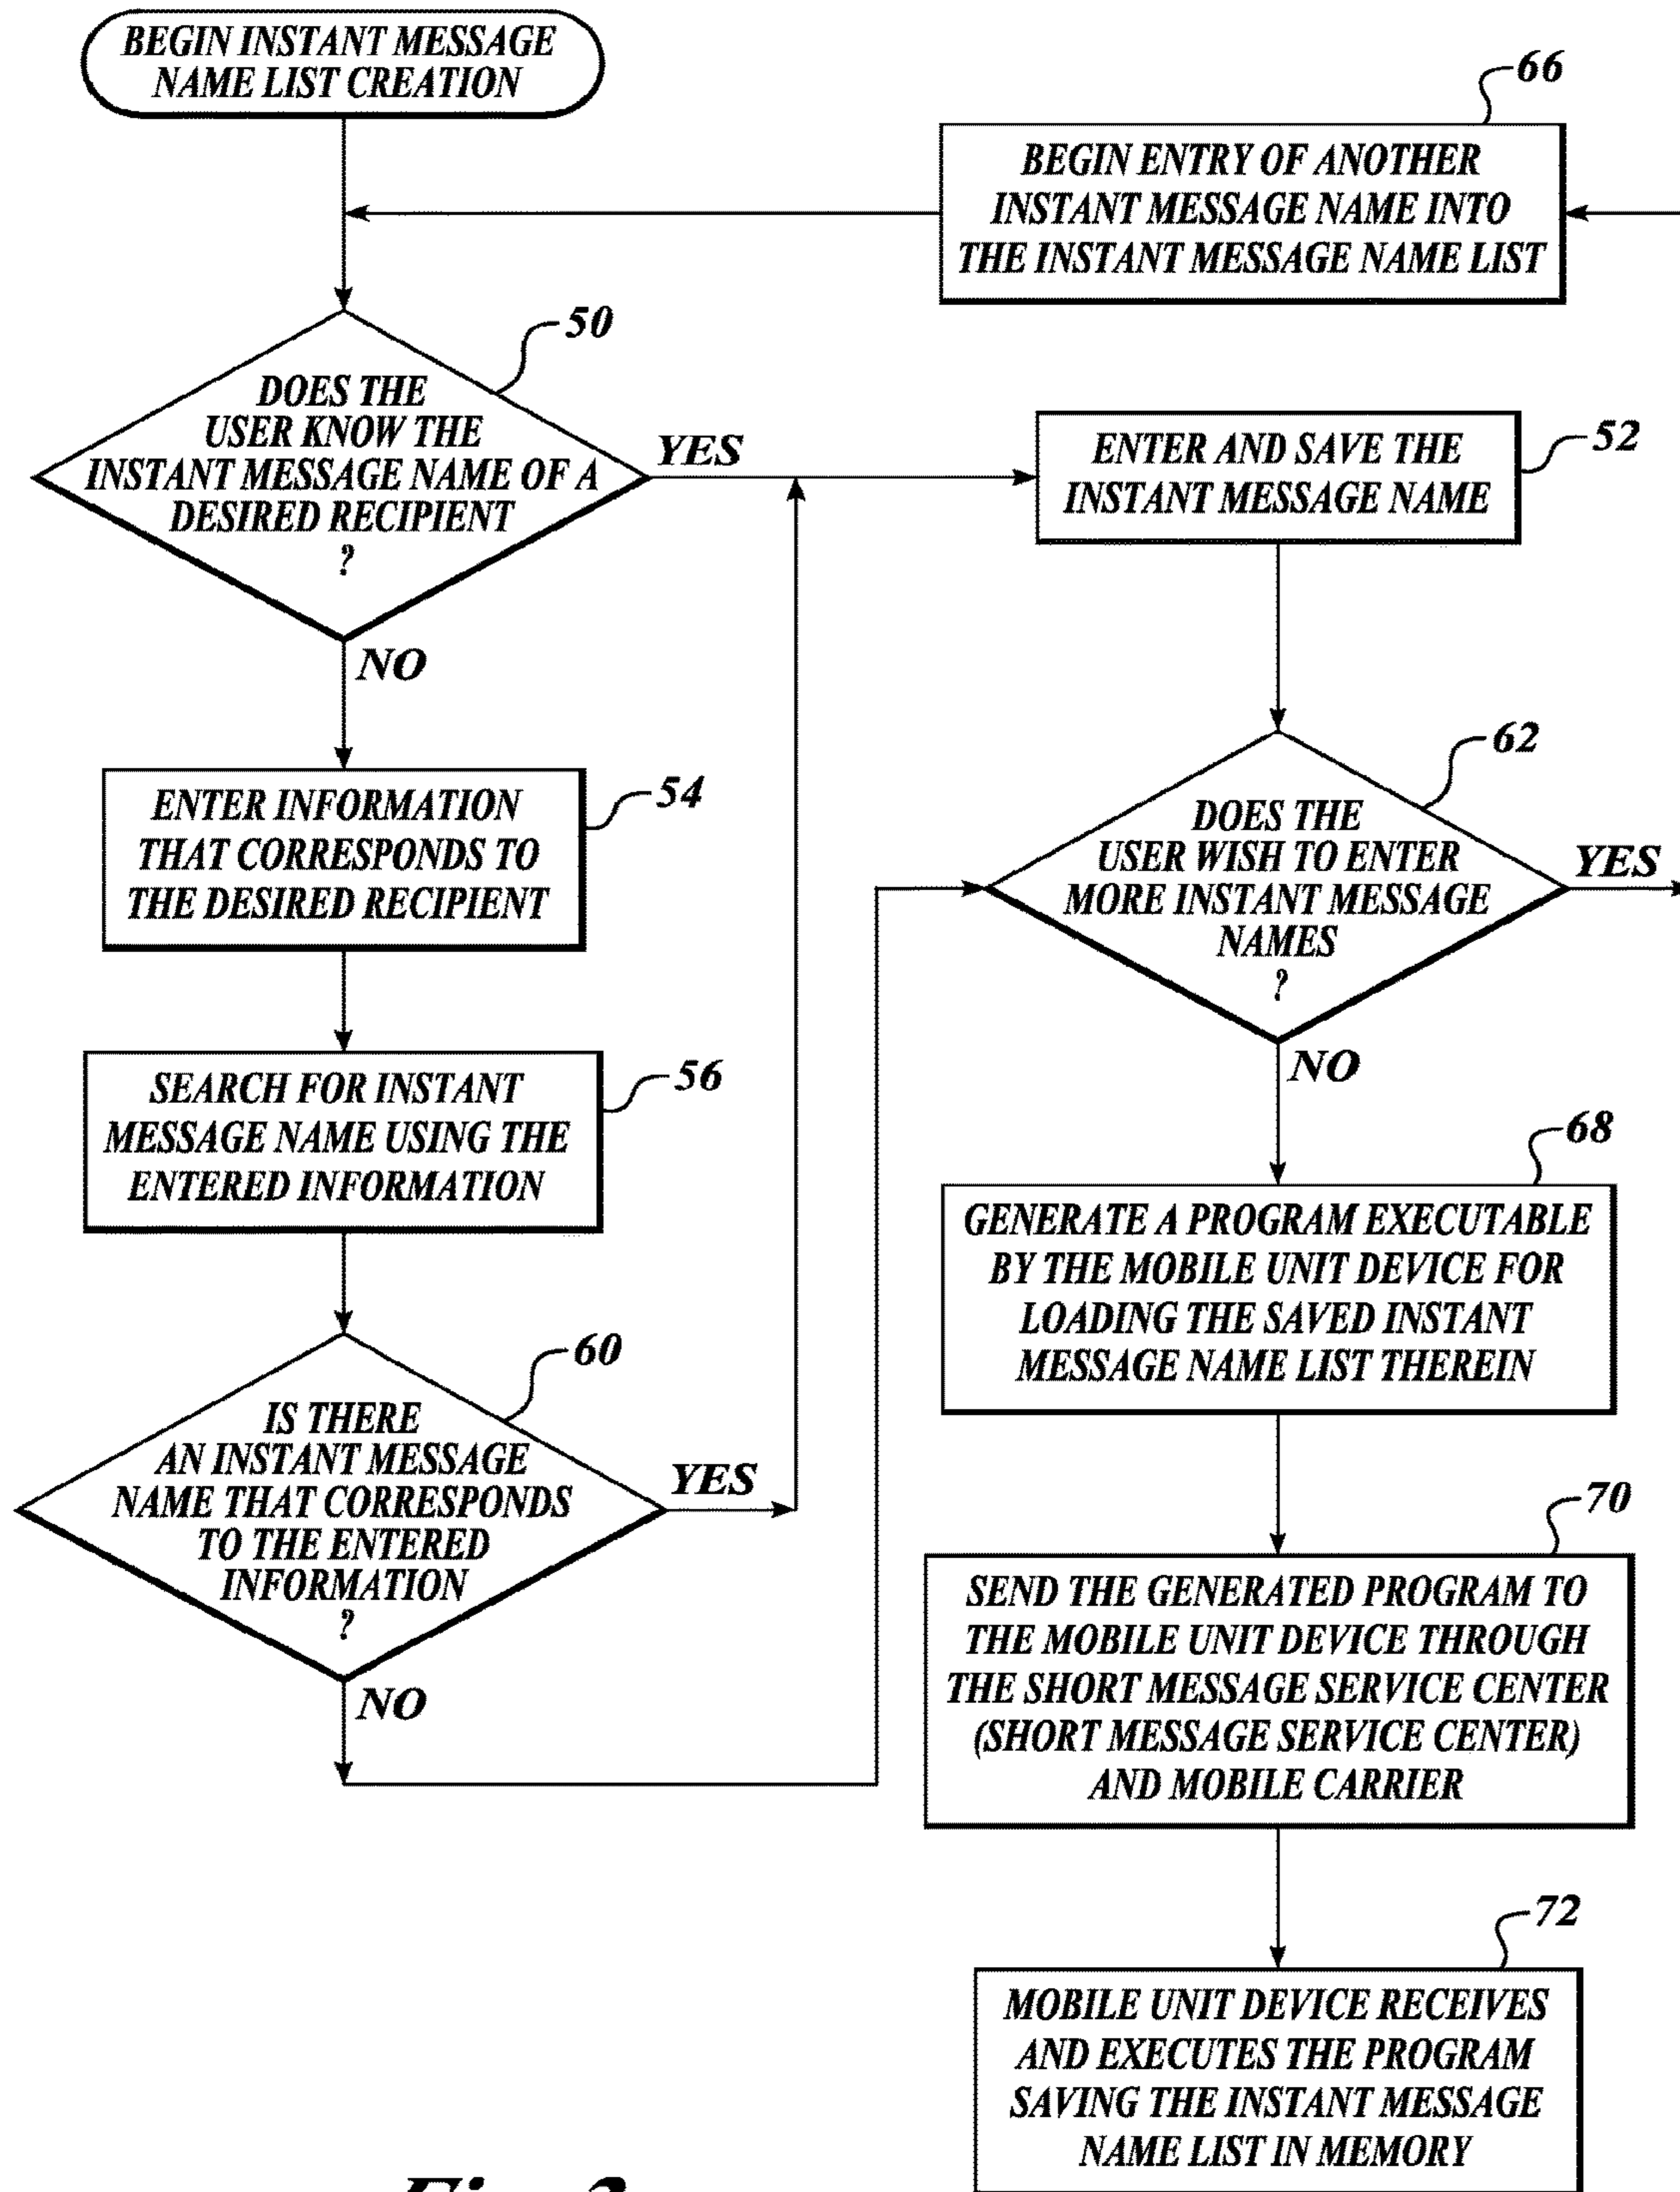 BEGIN INSTANT MESSAGE
NAME LIST CREATION
66
BEGIN ENTRY OF ANOTHER
INSTANT MESSAGE NAME INTO
THE INSTANT MESSAGE NAME LIST
50
DOES THE
USER KNOW THE
INSTANT MESSAGE NAME OF A
DESIRED RECIPIENT
?
YES
NO
52
ENTER AND SAVE THE
INSTANT MESSAGE NAME
54
ENTER INFORMATION
THAT CORRESPONDS TO
THE DESIRED RECIPIENT
62
DOES THE
USER WISH TO ENTER
MORE INSTANT MESSAGE
NAMES
?
YES
NO
56
SEARCH FOR INSTANT
MESSAGE NAME USING THE
ENTERED INFORMATION
68
GENERATE A PROGRAM EXECUTABLE
BY THE MOBILE UNIT DEVICE FOR
LOADING THE SAVED INSTANT
MESSAGE NAME LIST THEREIN
60
IS THERE
AN INSTANT MESSAGE
NAME THAT CORRESPONDS
TO THE ENTERED
INFORMATION
?
YES
NO
70
SEND THE GENERATED PROGRAM TO
THE MOBILE UNIT DEVICE THROUGH
THE SHORT MESSAGE SERVICE CENTER
(SHORT MESSAGE SERVICE CENTER)
AND MOBILE CARRIER
72
MOBILE UNIT DEVICE RECEIVES
AND EXECUTES THE PROGRAM
SAVING THE INSTANT MESSAGE
NAME LIST IN MEMORY